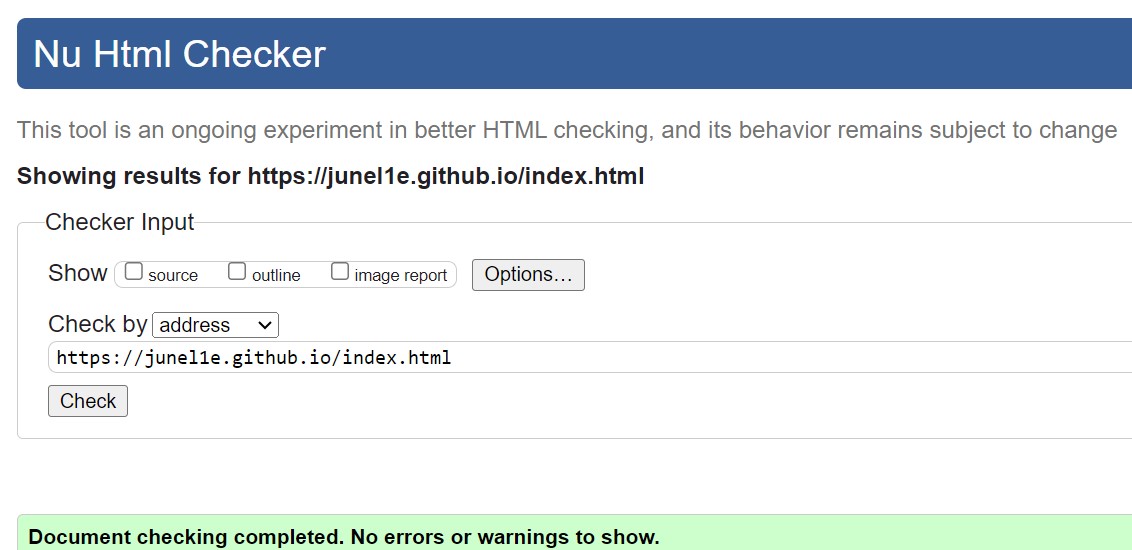 Nu Html Checker
This tool is an ongoing experiment in better HTML checking, and its behavior remains subject to change
Showing results for https://junel1e.github.io/index.html
Checker Input
Show source outline image report Options...
Check by address
https://junel1e.github.io/index.html
Check
Document checking completed. No errors or warnings to show.